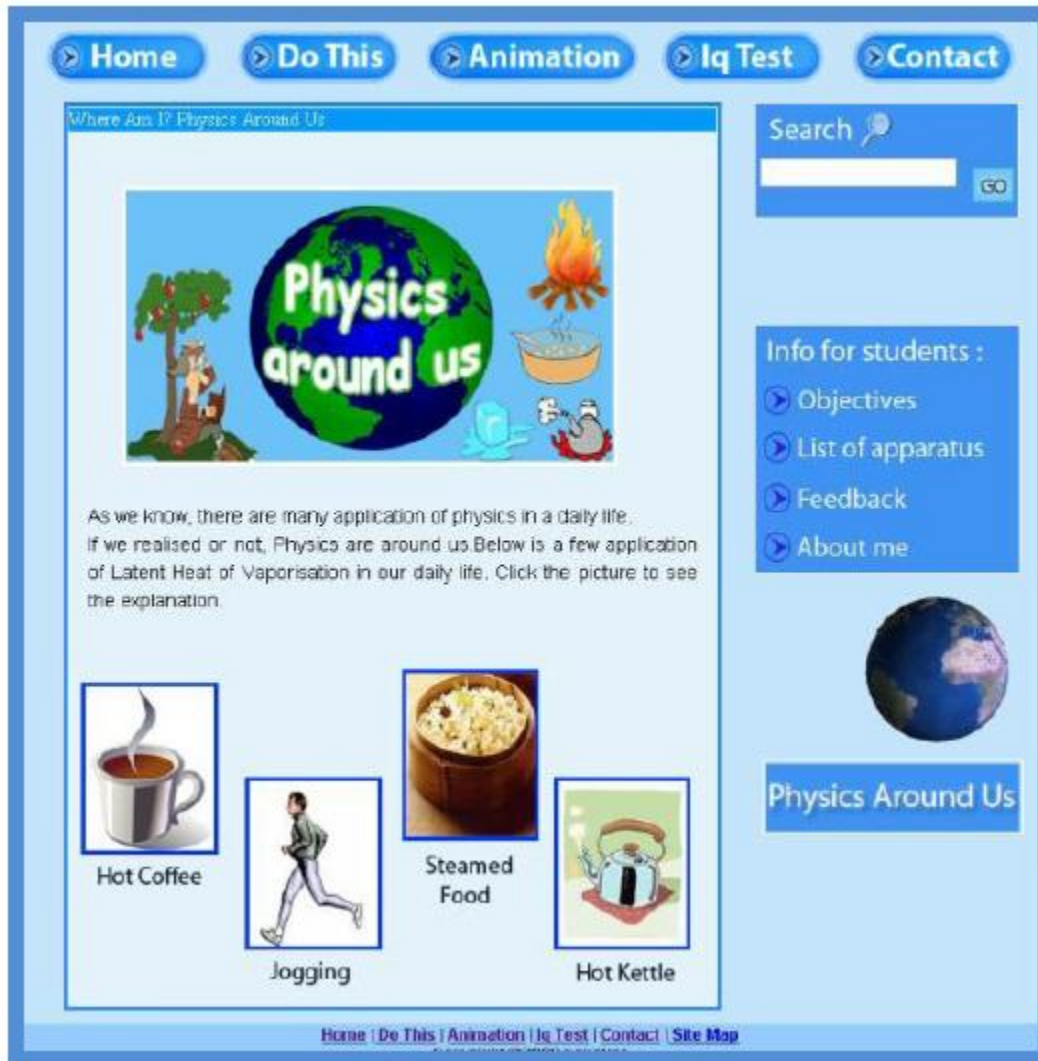 Home Do This Animation Iq Test Contact
Where Am I? Physics Around Us
Search
GO
Physics
around us
Info for students :
Objectives
List of apparatus
Feedback
About me
As we know, there are many application of physics in a daily life.
If we realised or not, Physics are around us.Below is a few application
of Latent Heat of Vaporisation in our daily life. Click the picture to see
the explanation.
Physics Around Us
Hot Coffee
Steamed
Food
Jogging
Hot Kettle
Home | Do This | Animation | Iq Test | Contact | Site Map